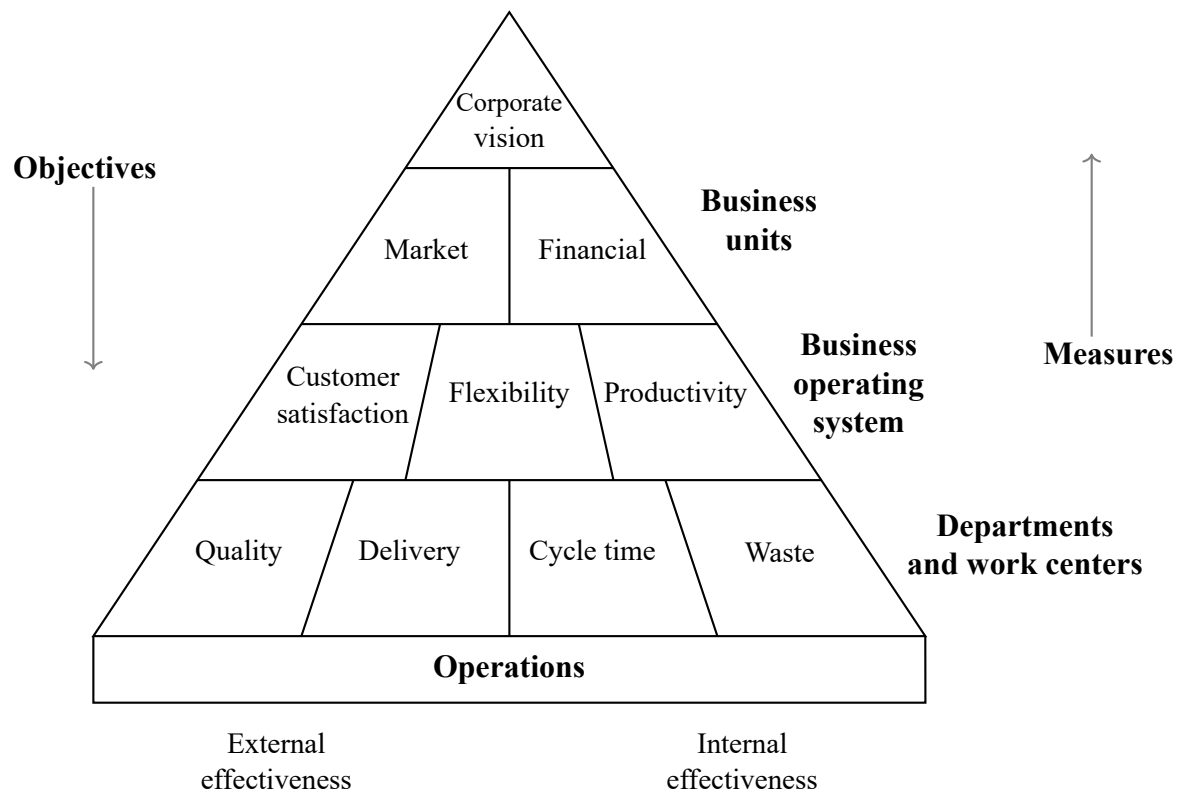 Corporate
vision
Objectives
Business
units
Market
Financial
Business
operating
system
Measures
Customer
satisfaction
Flexibility
Productivity
Departments
and work centers
Quality
Delivery
Cycle time
Waste
Operations
External
effectiveness
Internal
effectiveness